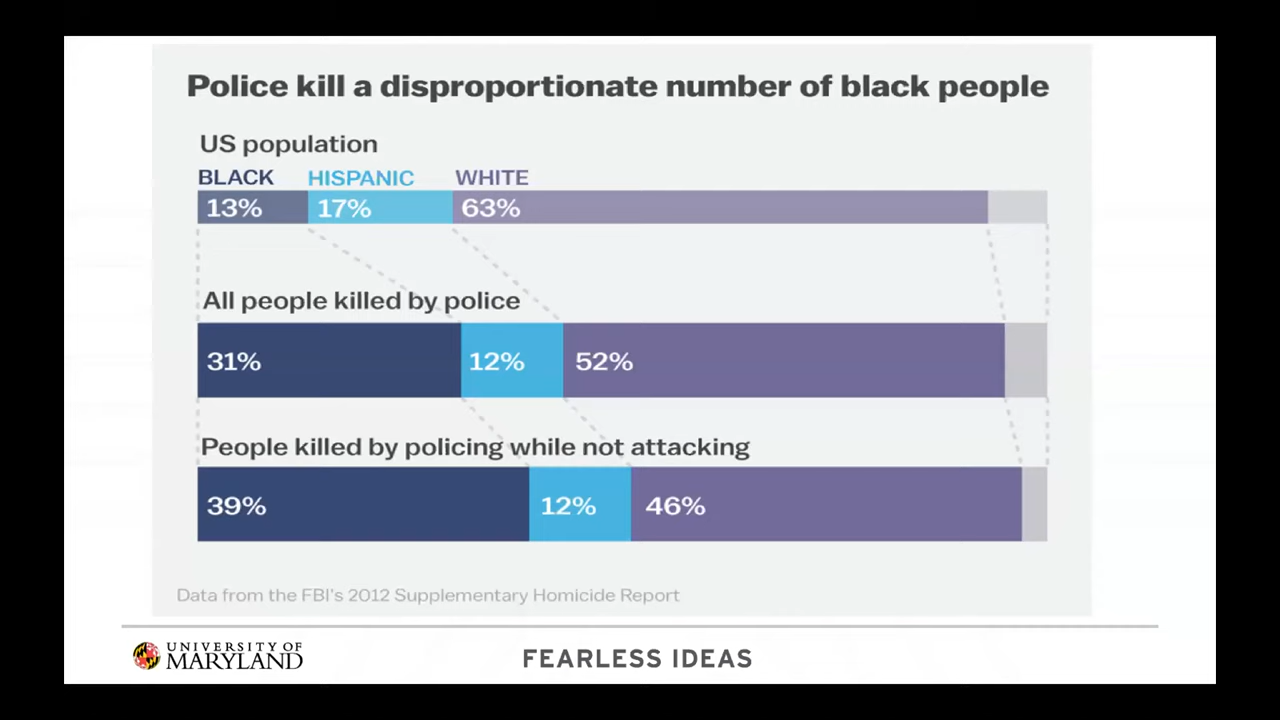 Police kill a disproportionate number of black people
US population
BLACK HISPANIC WHITE
13% 17% 63%
All people killed by police
31% 12% 52%
People killed by policing while not attacking
39% 12% 46%
Data from the FBI's 2012 Supplementary Homicide Report
UNIVERSITY OF
MARYLAND
FEARLESS IDEAS